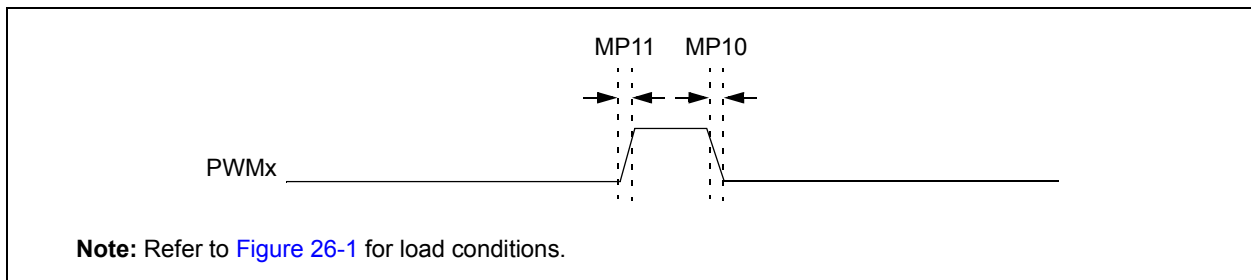 MP11 MP10
PWMx
Note: Refer to Figure 26-1 for load conditions.